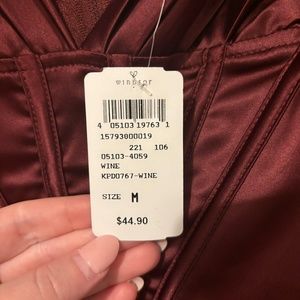 windsor
4 05103 19763 1
15793000019
221 106
05103-4059
WINE
KPD0767-WINE
SIZE M
$44.90